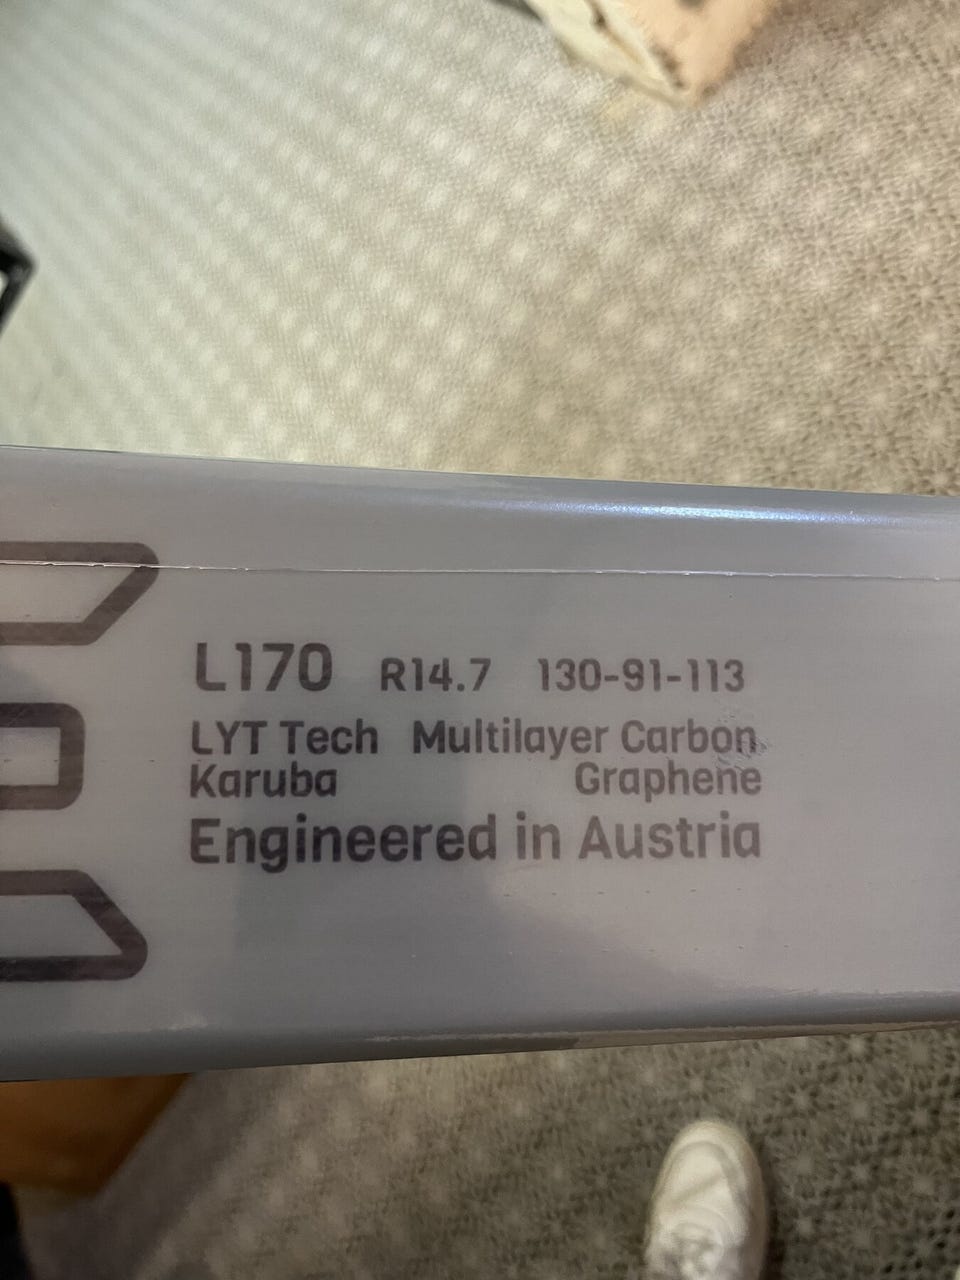 L170 R14.7 130-91-113
LYT Tech Multilayer Carbon
Karuba Graphene
Engineered in Austria